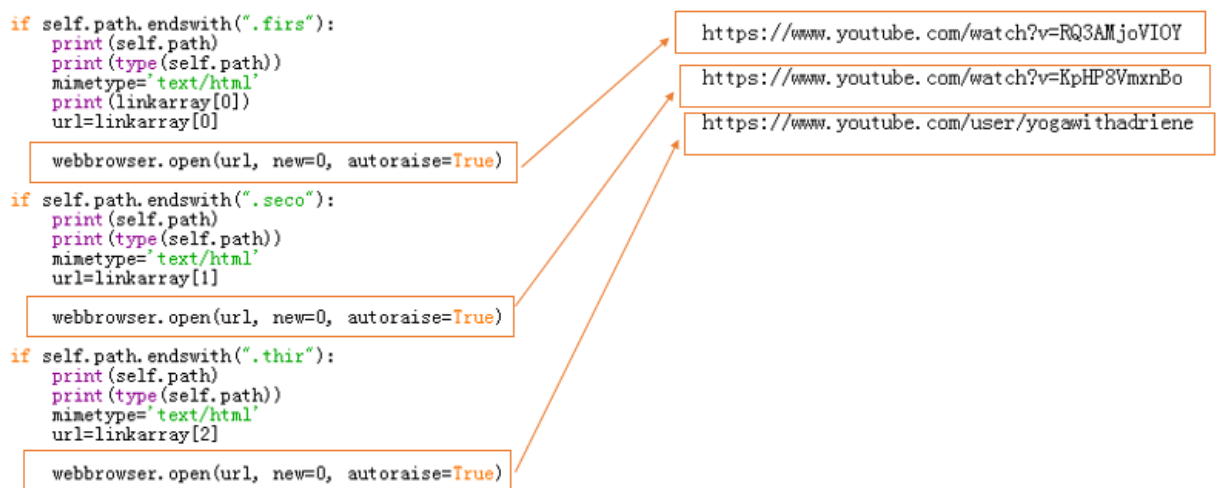 if self.path.endswith(".firs"):
    print(self.path)
    print(type(self.path))
    mimetype='text/html'
    print(linkarray[0])
    url=linkarray[0]
    webbrowser.open(url, new=0, autoraise=True)
if self.path.endswith(".seco"):
    print(self.path)
    print(type(self.path))
    mimetype='text/html'
    url=linkarray[1]
    webbrowser.open(url, new=0, autoraise=True)
if self.path.endswith(".thir"):
    print(self.path)
    print(type(self.path))
    mimetype='text/html'
    url=linkarray[2]
    webbrowser.open(url, new=0, autoraise=True)
https://www.youtube.com/watch?v=RQ3AMjoVIOY
https://www.youtube.com/watch?v=KpHP8VmxnBo
https://www.youtube.com/user/yogawithadriene